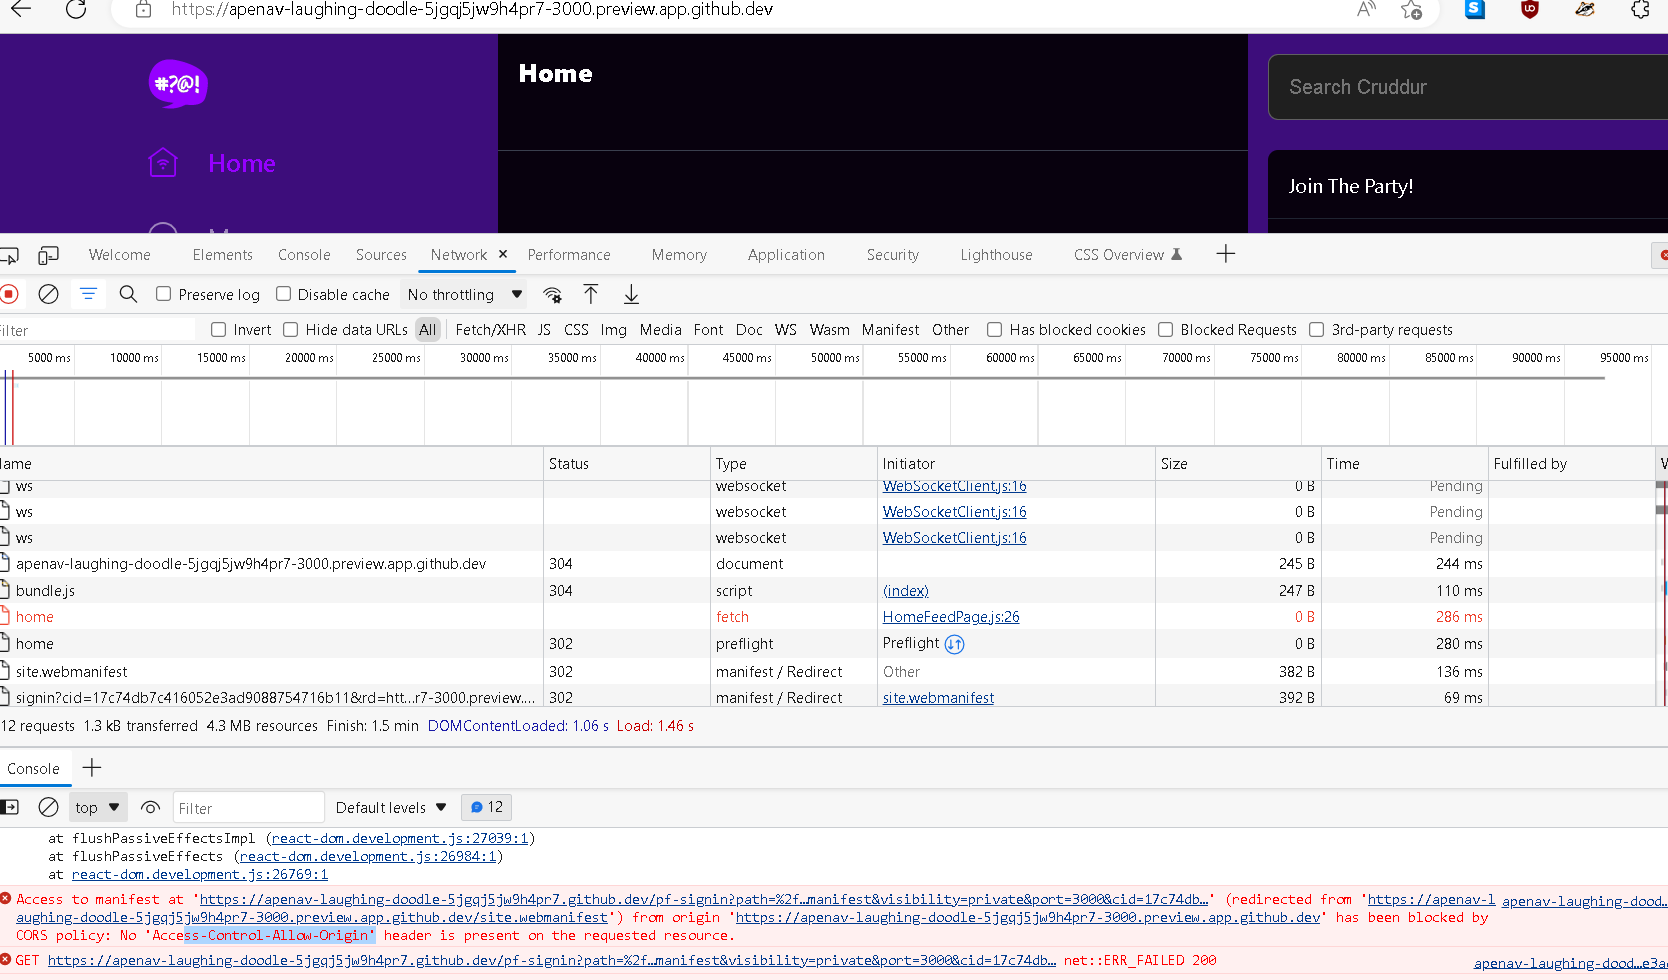 https://apenav-laughing-doodle-5jgqj5jw9h4pr7-3000.preview.app.github.dev
#?@!
Home
Home
Search Cruddur
Join The Party!
Welcome Elements Console Sources Network × Performance Memory Application Security Lighthouse CSS Overview
Preserve log Disable cache No throttling
ilter Invert Hide data URLs All Fetch/XHR JS CSS Img Media Font Doc WS Wasm Manifest Other Has blocked cookies Blocked Requests 3rd-party requests
5000 ms 10000 ms 15000 ms 20000 ms 25000 ms 30000 ms 35000 ms 40000 ms 45000 ms 50000 ms 55000 ms 60000 ms 65000 ms 70000 ms 75000 ms 80000 ms 85000 ms 90000 ms 95000 ms
lame Status Type Initiator Size Time Fulfilled by
ws websocket WebSocketClient.js:16 0 B Pending
ws websocket WebSocketClient.js:16 0 B Pending
ws websocket WebSocketClient.js:16 0 B Pending
apenav-laughing-doodle-5jgqj5jw9h4pr7-3000.preview.app.github.dev 304 document 245 B 244 ms
bundle.js 304 script (index) 247 B 110 ms
home fetch HomeFeedPage.js:26 0 B 286 ms
home 302 preflight Preflight 0 B 280 ms
site.webmanifest 302 manifest / Redirect Other 382 B 136 ms
signin?cid=17c74db7c416052e3ad9088754716b11&rd=htt...r7-3000.preview.... 302 manifest / Redirect site.webmanifest 392 B 69 ms
12 requests 1.3 kB transferred 4.3 MB resources Finish: 1.5 min DOMContentLoaded: 1.06 s Load: 1.46 s
Console
top Filter Default levels 12
at flushPassiveEffectsImpl (react-dom.development.js:27039:1)
at flushPassiveEffects (react-dom.development.js:26984:1)
at react-dom.development.js:26769:1
Access to manifest at 'https://apenav-laughing-doodle-5jgqj5jw9h4pr7.github.dev/pf-signin?path=%2f…manifest&visibility=private&port=3000&cid=17c74db…' (redirected from 'https://apenav-l apenav-laughing-dood…
aughing-doodle-5jgqj5jw9h4pr7-3000.preview.app.github.dev/site.webmanifest') from origin 'https://apenav-laughing-doodle-5jgqj5jw9h4pr7-3000.preview.app.github.dev' has been blocked by
CORS policy: No 'Access-Control-Allow-Origin' header is present on the requested resource.
GET https://apenav-laughing-doodle-5jgqj5jw9h4pr7.github.dev/pf-signin?path=%2f…manifest&visibility=private&port=3000&cid=17c74db… net::ERR_FAILED 200 apenav-laughing-dood…e3a